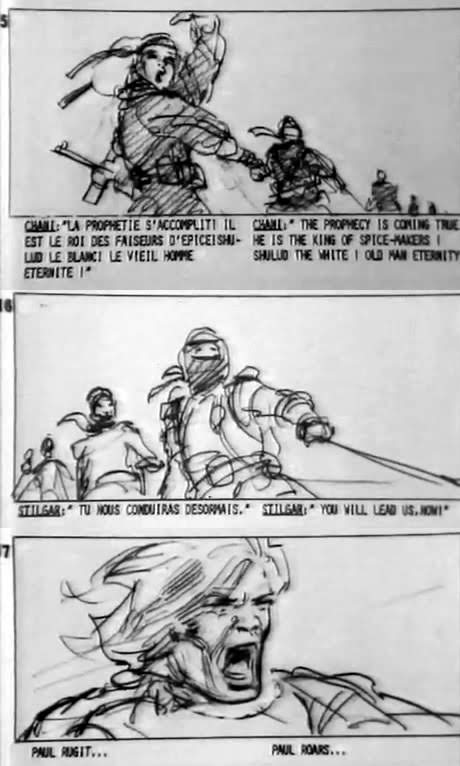 5
CHANI:"LA PROPHETIE S'ACCOMPLIT! IL
EST LE ROI DES FAISEURS D'EPICE!SHU-
LUD LE BLANC! LE VIEIL HOMME
ETERNITE !"
CHANI:" THE PROPHECY IS COMING TRUE
HE IS THE KING OF SPICE-MAKERS !
SHULUD THE WHITE ! OLD MAN ETERNITY
16
STILGAR:" TU NOUS CONDUIRAS DESORMAIS."
STILGAR:" YOU WILL LEAD US,NOW!"
7
PAUL RUGIT...
PAUL ROARS...